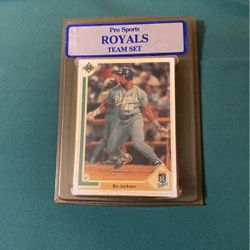 Pro Sports
ROYALS
TEAM SET
Bo Jackson